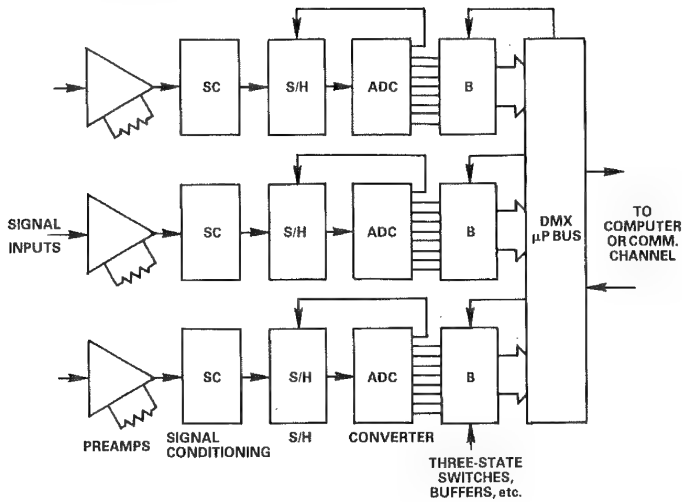 SC
S/H
ADC
B
SIGNAL
INPUTS
SC
S/H
ADC
B
DMX
μP BUS
TO
COMPUTER
OR COMM.
CHANNEL
SC
S/H
ADC
B
PREAMPS
SIGNAL
CONDITIONING
S/H
CONVERTER
THREE-STATE
SWITCHES,
BUFFERS, etc.